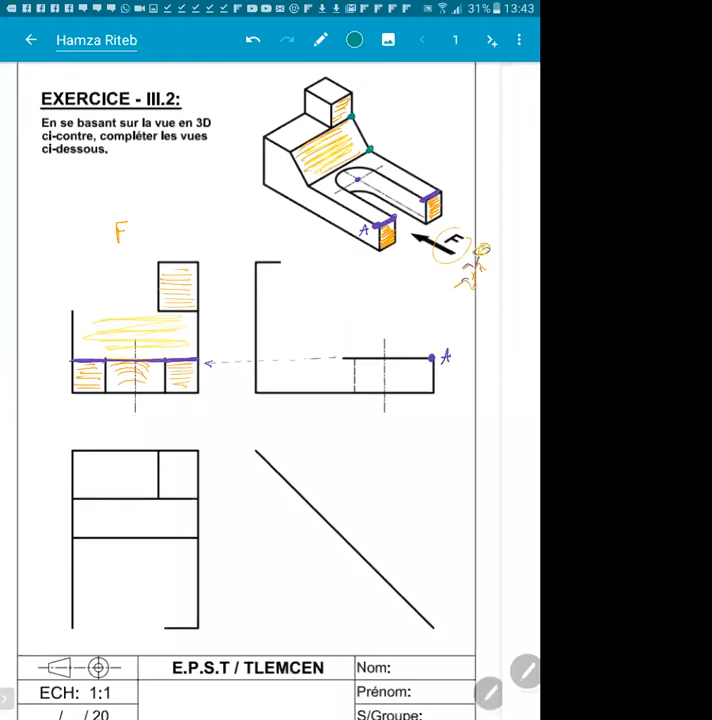 31% 13:43
Hamza Riteb
1
EXERCICE - III.2:
En se basant sur la vue en 3D
ci-contre, compléter les vues
ci-dessous.
A
F
F
A
E.P.S.T / TLEMCEN
Nom:
ECH: 1:1
Prénom:
/ / 20
S/Groupe: